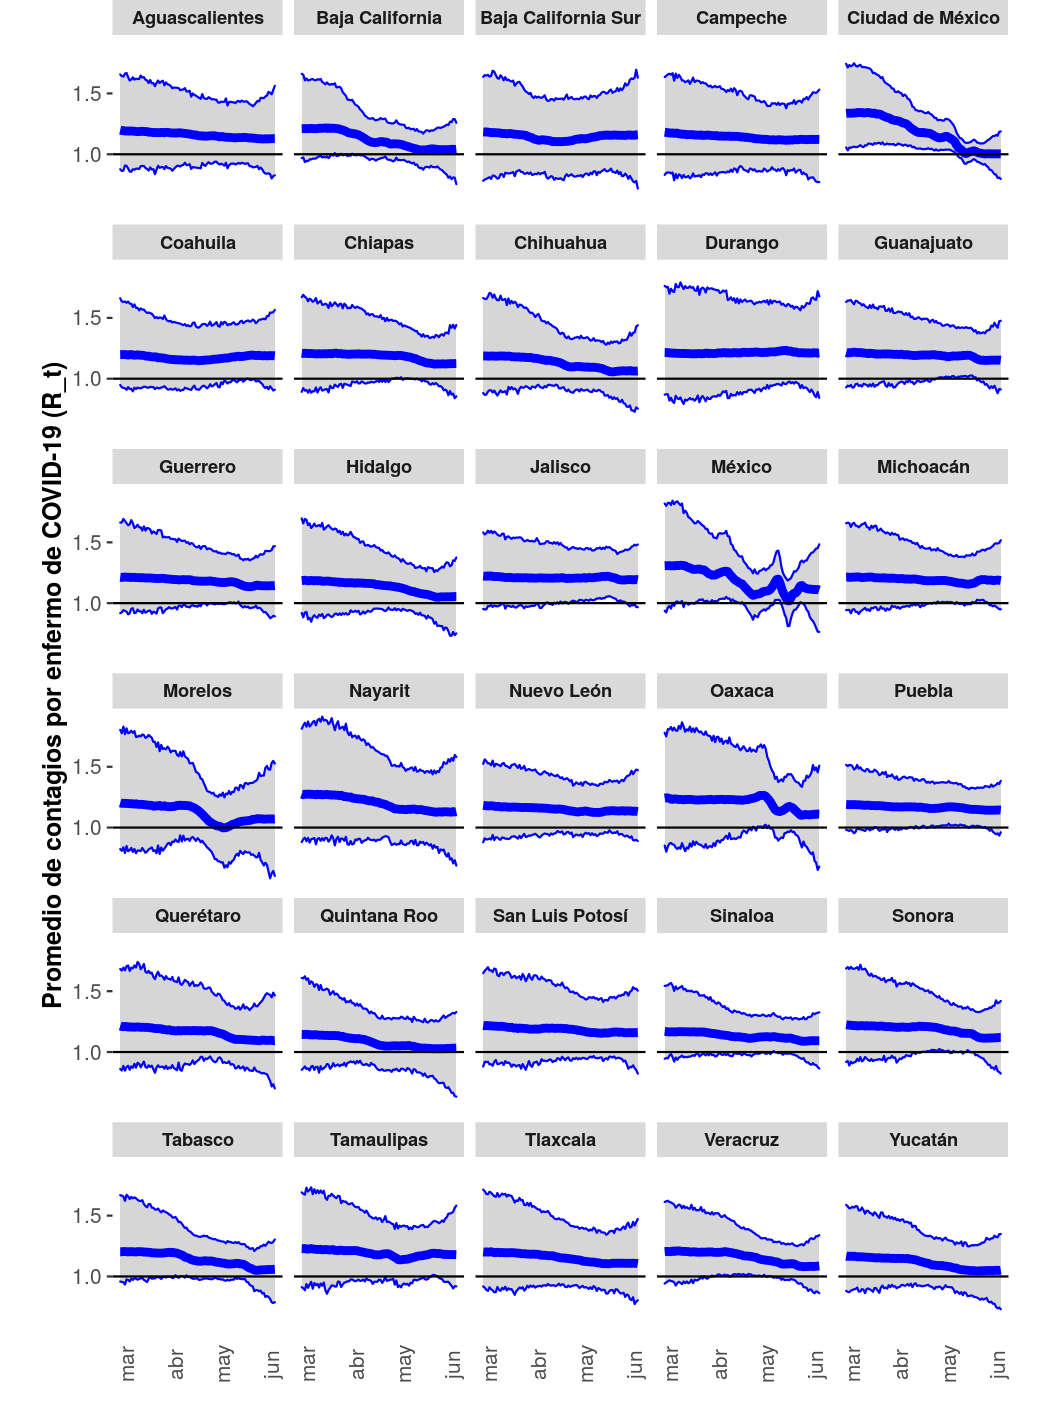 Aguascalientes Baja California Baja California Sur Campeche Ciudad de México
1.5
1.0
Coahuila Chiapas Chihuahua Durango Guanajuato
1.5
1.0
Guerrero Hidalgo Jalisco México Michoacán
1.5
1.0
Promedio de contagios por enfermo de COVID-19 (R_t)
Morelos Nayarit Nuevo León Oaxaca Puebla
1.5
1.0
Querétaro Quintana Roo San Luis Potosí Sinaloa Sonora
1.5
1.0
Tabasco Tamaulipas Tlaxcala Veracruz Yucatán
1.5
1.0
mar abr may jun mar abr may jun mar abr may jun mar abr may jun mar abr may jun